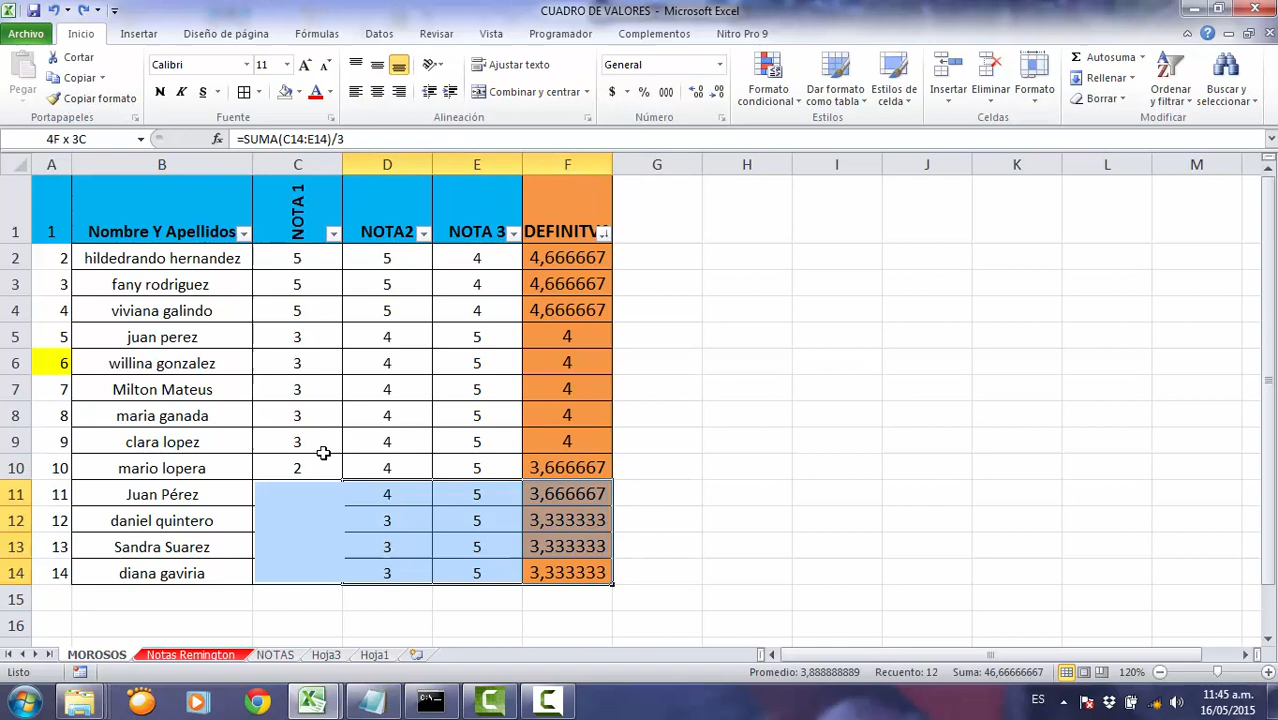 CUADRO DE VALORES - Microsoft Excel
Archivo Inicio Insertar Diseño de página Fórmulas Datos Revisar Vista Programador Complementos Nitro Pro 9
Cortar
Copiar
Copiar formato
Pegar
Portapapeles
Calibri 11
N K S
Fuente
Ajustar texto
Combinar y centrar
Alineación
General
$ % 000
Número
Formato condicional
Dar formato como tabla
Estilos de celda
Estilos
Insertar Eliminar Formato
Celdas
Autosuma
Rellenar
Borrar
Ordenar y filtrar
Buscar y seleccionar
Modificar
4F x 3C fx =SUMA(C14:E14)/3
A B C D E F G H I J K L M
1 1 Nombre Y Apellidos NOTA 1 NOTA2 NOTA 3 DEFINITV
2 2 hildedrando hernandez 5 5 4 4,666667
3 3 fany rodriguez 5 5 4 4,666667
4 4 viviana galindo 5 5 4 4,666667
5 5 juan perez 3 4 5 4
6 6 willina gonzalez 3 4 5 4
7 7 Milton Mateus 3 4 5 4
8 8 maria ganada 3 4 5 4
9 9 clara lopez 3 4 5 4
10 10 mario lopera 2 4 5 3,666667
11 11 Juan Pérez 4 5 3,666667
12 12 daniel quintero 3 5 3,333333
13 13 Sandra Suarez 3 5 3,333333
14 14 diana gaviria 3 5 3,333333
15
16
MOROSOS Notas Remington NOTAS Hoja3 Hoja1
Listo Promedio: 3,888888889 Recuento: 12 Suma: 46,66666667 120%
ES 11:45 a.m.
16/05/2015